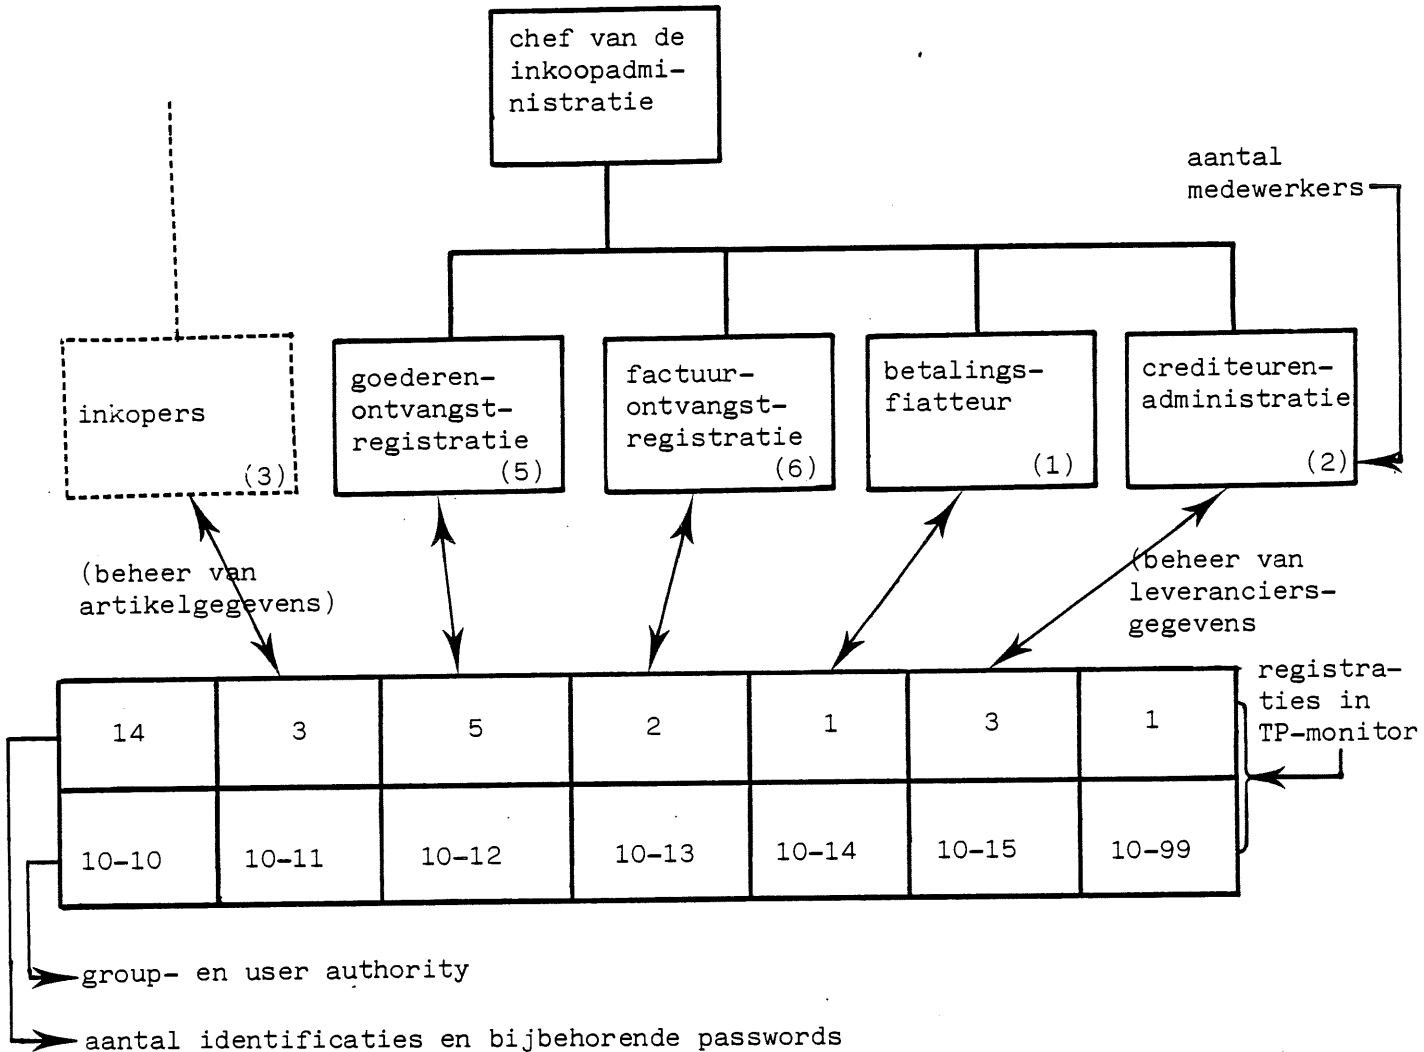 chef van de
inkoopadmi-
nistratie
aantal
medewerkers
inkopers
(3)
goederen-
ontvangst-
registratie
(5)
factuur-
ontvangst-
registratie
(6)
betalings-
fiatteur
(1)
crediteuren-
administratie
(2)
(beheer van
artikelgegevens)
(beheer van
leveranciers-
gegevens
registra-
ties in
TP-monitor
14 3 5 2 1 3 1
10-10 10-11 10-12 10-13 10-14 10-15 10-99
group- en user authority
aantal identificaties en bijbehorende passwords